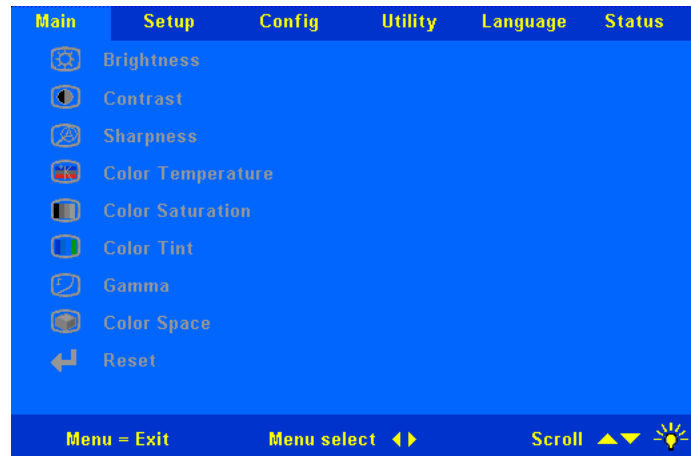 Main Setup Config Utility Language Status
Brightness
Contrast
Sharpness
Color Temperature
Color Saturation
Color Tint
Gamma
Color Space
Reset
Menu = Exit Menu select Scroll